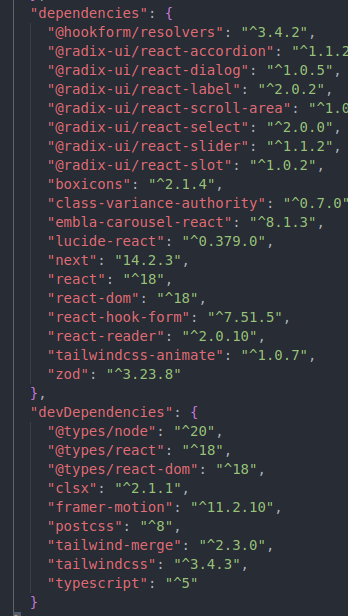 "dependencies": {
"@hookform/resolvers": "^3.4.2",
"@radix-ui/react-accordion": "^1.1.2
"@radix-ui/react-dialog": "^1.0.5",
"@radix-ui/react-label": "^2.0.2",
"@radix-ui/react-scroll-area": "^1.0
"@radix-ui/react-select": "^2.0.0",
"@radix-ui/react-slider": "^1.1.2",
"@radix-ui/react-slot": "^1.0.2",
"boxicons": "^2.1.4",
"class-variance-authority": "^0.7.0"
"embla-carousel-react": "^8.1.3",
"lucide-react": "^0.379.0",
"next": "14.2.3",
"react": "^18",
"react-dom": "^18",
"react-hook-form": "^7.51.5",
"react-reader": "^2.0.10",
"tailwindcss-animate": "^1.0.7",
"zod": "^3.23.8"
},
"devDependencies": {
"@types/node": "^20",
"@types/react": "^18",
"@types/react-dom": "^18",
"clsx": "^2.1.1",
"framer-motion": "^11.2.10",
"postcss": "^8",
"tailwind-merge": "^2.3.0",
"tailwindcss": "^3.4.3",
"typescript": "^5"
}